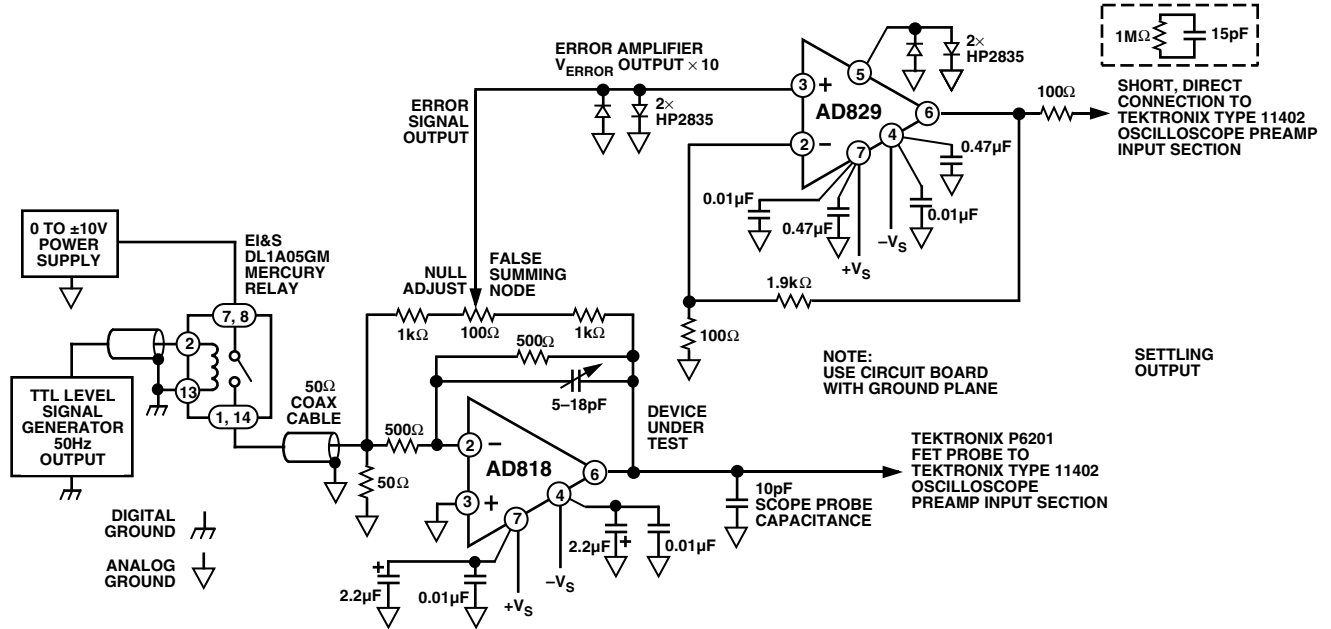 1MΩ
15pF
ERROR AMPLIFIER
VERROR OUTPUT × 10
2×
HP2835
ERROR
SIGNAL
OUTPUT
2×
HP2835
3
+
5
AD829
6
2
–
4
7
100Ω
SHORT, DIRECT
CONNECTION TO
TEKTRONIX TYPE 11402
OSCILLOSCOPE PREAMP
INPUT SECTION
0.47µF
0.01µF
0.47µF
0.01µF
–VS
+VS
0 TO ±10V
POWER
SUPPLY
EI&S
DL1A05GM
MERCURY
RELAY
7, 8
2
13
1, 14
TTL LEVEL
SIGNAL
GENERATOR
50Hz
OUTPUT
50Ω
COAX
CABLE
NULL
ADJUST
FALSE
SUMMING
NODE
1kΩ
100Ω
1kΩ
1.9kΩ
100Ω
500Ω
5–18pF
NOTE:
USE CIRCUIT BOARD
WITH GROUND PLANE
SETTLING
OUTPUT
DEVICE
UNDER
TEST
500Ω
50Ω
2
–
AD818
6
3
+
4
7
TEKTRONIX P6201
FET PROBE TO
TEKTRONIX TYPE 11402
OSCILLOSCOPE
PREAMP INPUT SECTION
10pF
SCOPE PROBE
CAPACITANCE
2.2µF
+
0.01µF
+
2.2µF
0.01µF
+VS
–VS
DIGITAL
GROUND
ANALOG
GROUND